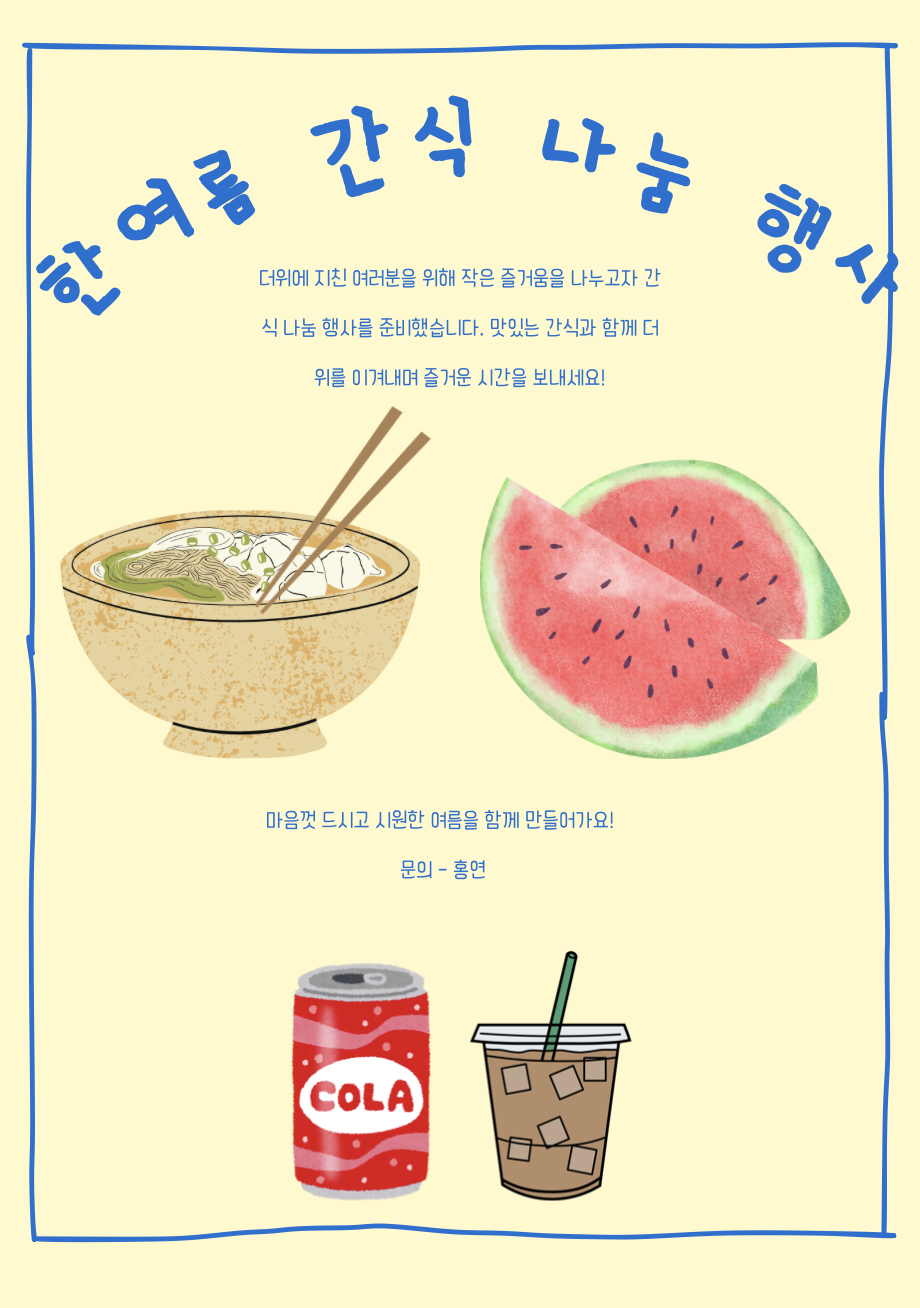 한여름 간식 나눔 행사
더위에 지친 여러분을 위해 작은 즐거움을 나누고자 간
식 나눔 행사를 준비했습니다. 맛있는 간식과 함께 더
위를 이겨내며 즐거운 시간을 보내세요!
마음껏 드시고 시원한 여름을 함께 만들어가요!
문의 - 홍연
COLA